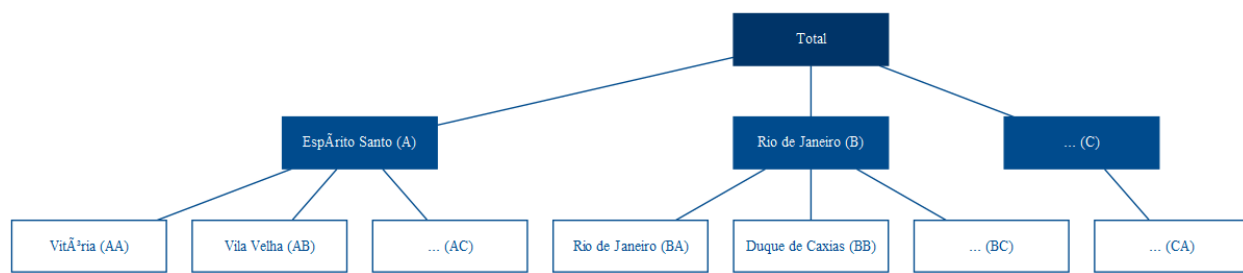 Total
EspÃrito Santo (A)
Rio de Janeiro (B)
... (C)
VitÃ³ria (AA)
Vila Velha (AB)
... (AC)
Rio de Janeiro (BA)
Duque de Caxias (BB)
... (BC)
... (CA)